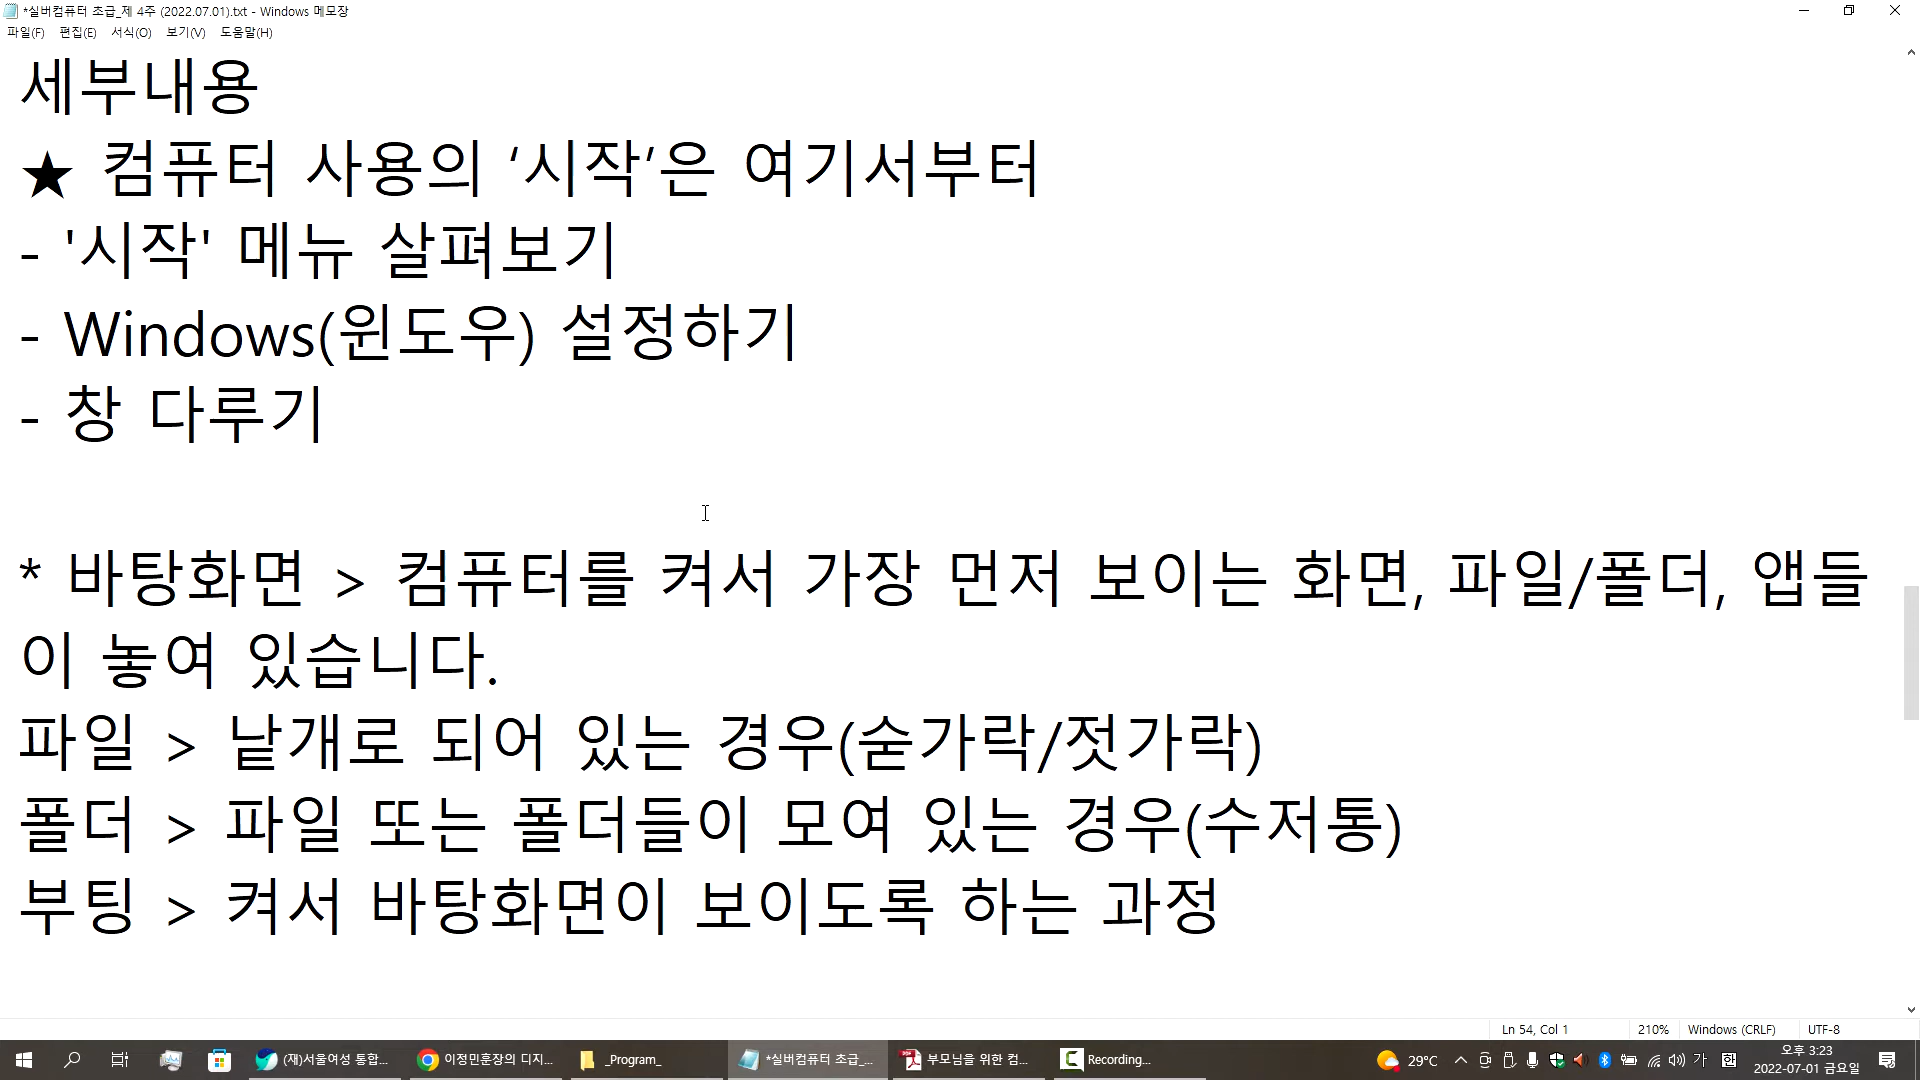 *실버컴퓨터 초급_제 4주 (2022.07.01).txt - Windows 메모장
파일(F) 편집(E) 서식(O) 보기(V) 도움말(H)
세부내용
★ 컴퓨터 사용의 ‘시작’은 여기서부터
- '시작' 메뉴 살펴보기
- Windows(윈도우) 설정하기
- 창 다루기
* 바탕화면 > 컴퓨터를 켜서 가장 먼저 보이는 화면, 파일/폴더, 앱들
이 놓여 있습니다.
파일 > 낱개로 되어 있는 경우(숟가락/젓가락)
폴더 > 파일 또는 폴더들이 모여 있는 경우(수저통)
부팅 > 켜서 바탕화면이 보이도록 하는 과정
Ln 54, Col 1 210% Windows (CRLF) UTF-8
(재)서울여성 통합... 이정민훈장의 디지... _Program_ *실버컴퓨터 초급_... 부모님을 위한 컴... Recording... 29°C 가 한 오후 3:23
2022-07-01 금요일